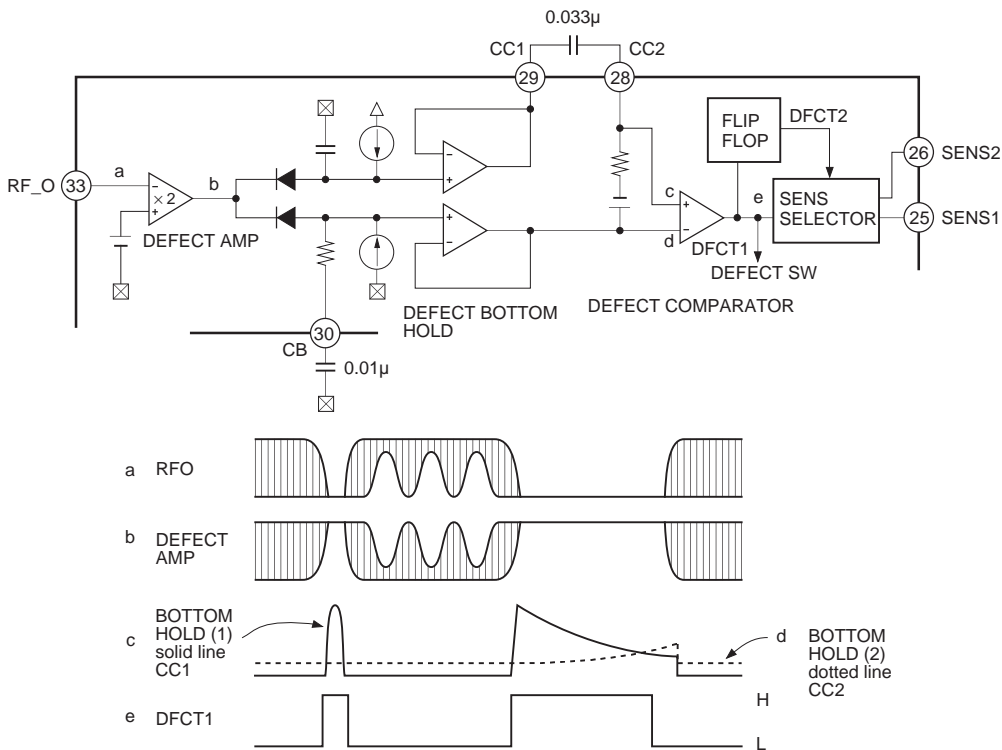 0.033µ
CC1
CC2
29
28
FLIP
FLOP
DFCT2
26
SENS2
RF_O
33
a
−
× 2
+
b
DEFECT AMP
−
+
+
−
c
+
d
−
e
DFCT1
SENS
SELECTOR
25
SENS1
DEFECT SW
DEFECT BOTTOM
HOLD
DEFECT COMPARATOR
30
CB
0.01µ
a RFO
b DEFECT
AMP
c BOTTOM
HOLD (1)
solid line
CC1
d BOTTOM
HOLD (2)
dotted line
CC2
e DFCT1
H
L